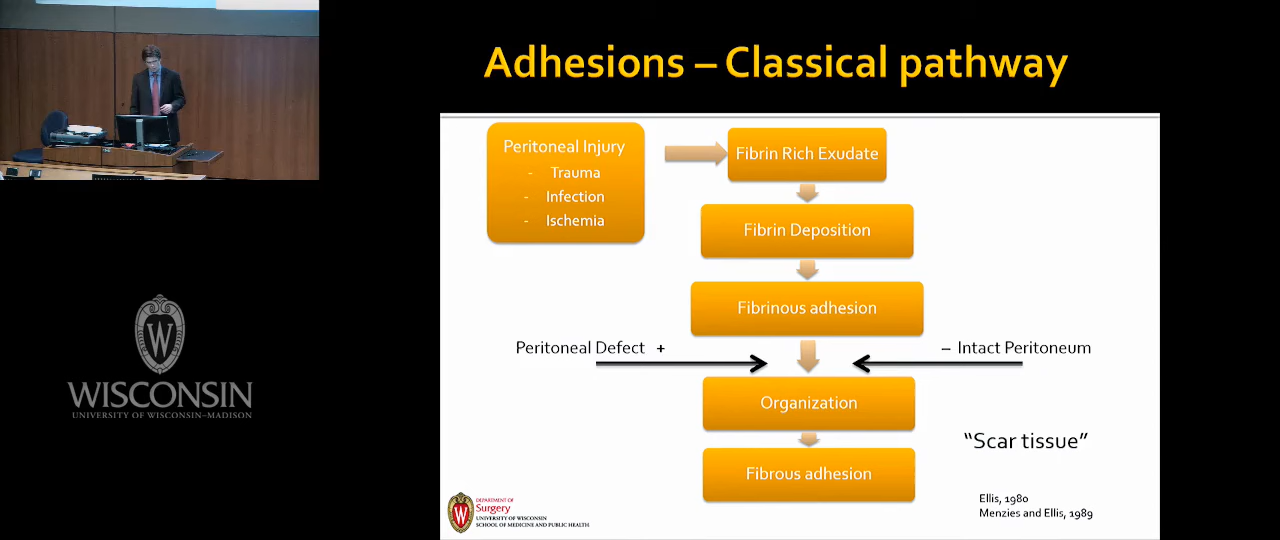 Adhesions – Classical pathway
Peritoneal Injury
- Trauma
- Infection
- Ischemia
Fibrin Rich Exudate
Fibrin Deposition
Fibrinous adhesion
Peritoneal Defect +
– Intact Peritoneum
Organization
"Scar tissue"
Fibrous adhesion
Ellis, 1980
Menzies and Ellis, 1989
W
WISCONSIN
UNIVERSITY OF WISCONSIN–MADISON
W
DEPARTMENT OF
Surgery
UNIVERSITY OF WISCONSIN
SCHOOL OF MEDICINE AND PUBLIC HEALTH